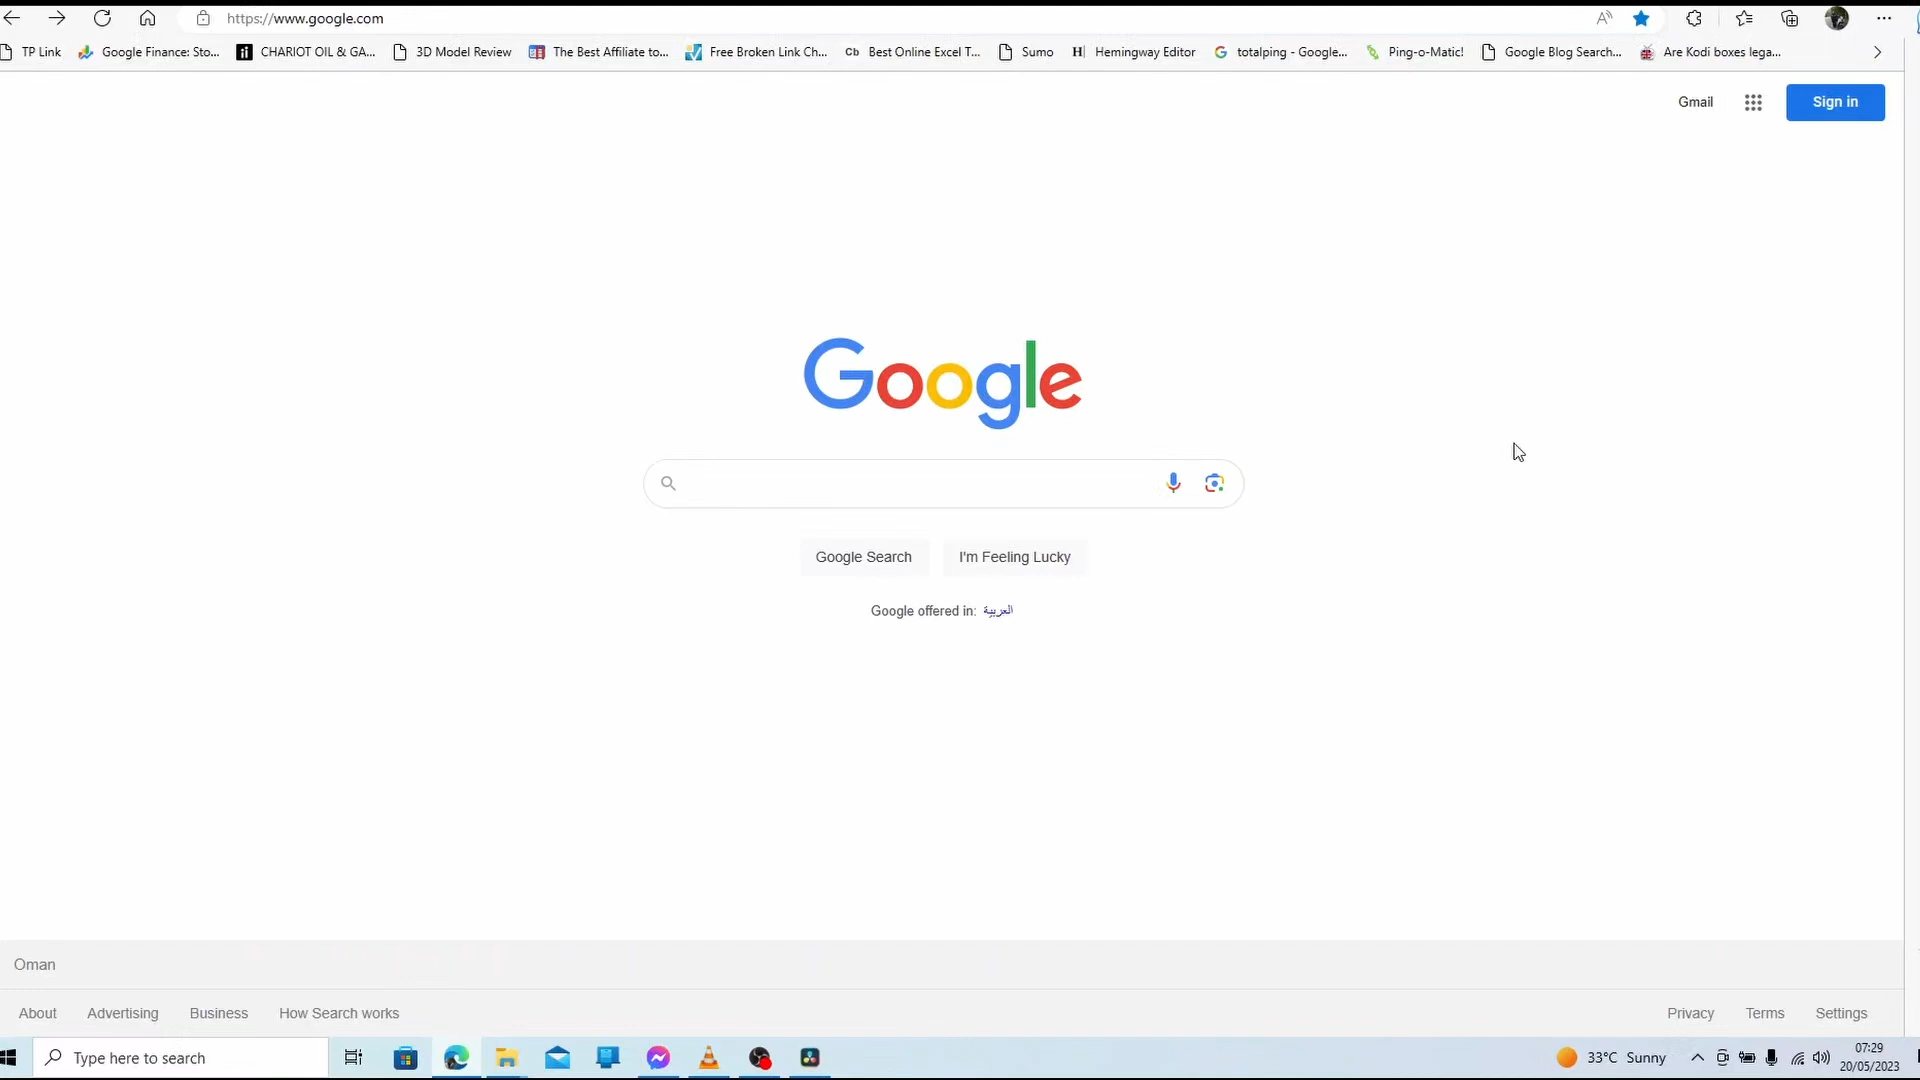 https://www.google.com
TP Link
Google Finance: Sto...
CHARIOT OIL & GA...
3D Model Review
The Best Affiliate to...
Free Broken Link Ch...
Cb Best Online Excel T...
Sumo
H Hemingway Editor
totalping - Google...
Ping-o-Matic!
Google Blog Search...
Are Kodi boxes lega...
Gmail
Sign in
Google
Google Search
I'm Feeling Lucky
Google offered in: العربية
Oman
About
Advertising
Business
How Search works
Privacy
Terms
Settings
Type here to search
33°C Sunny
07:29
20/05/2023